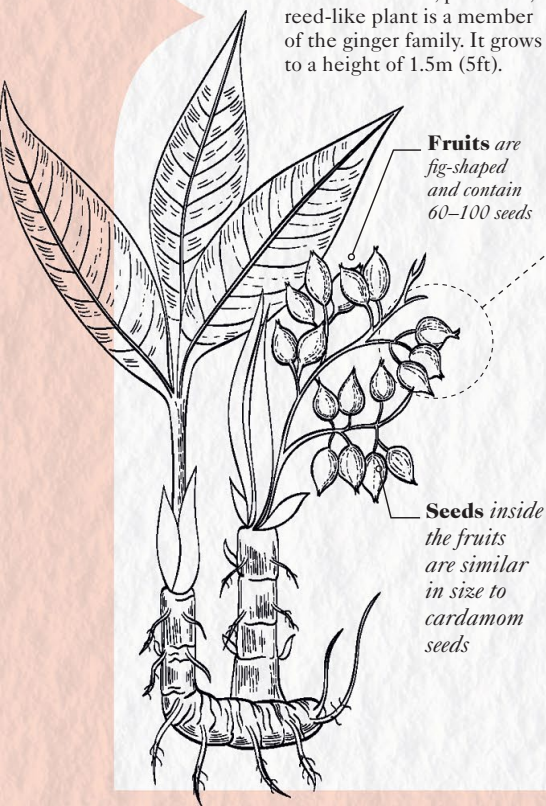 reed-like plant is a member
of the ginger family. It grows
to a height of 1.5m (5ft).
Fruits are
fig-shaped
and contain
60–100 seeds
Seeds inside
the fruits
are similar
in size to
cardamom
seeds